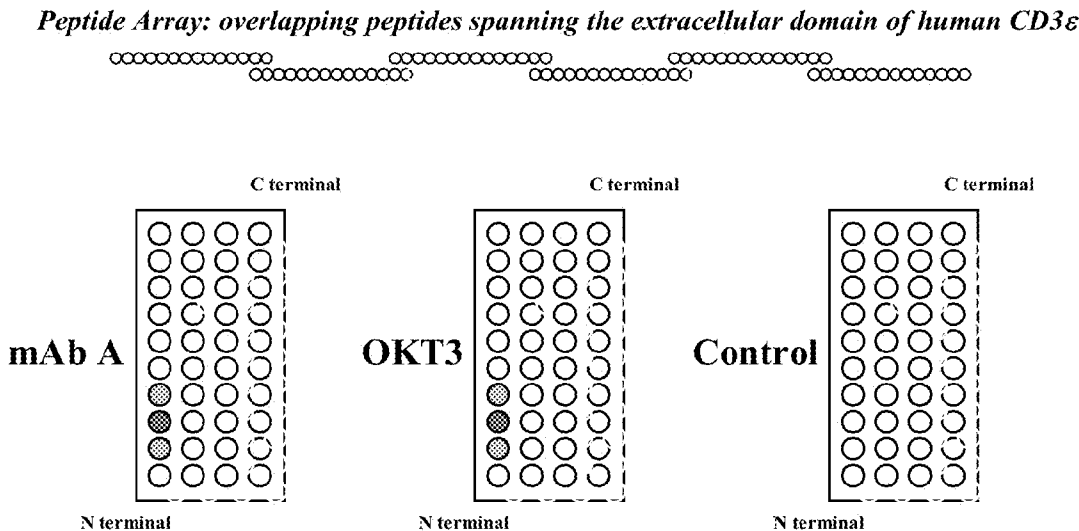 Peptide Array: overlapping peptides spanning the extracellular domain of human CD3ε
C terminal C terminal C terminal
mAb A OKT3 Control
N terminal N terminal N terminal